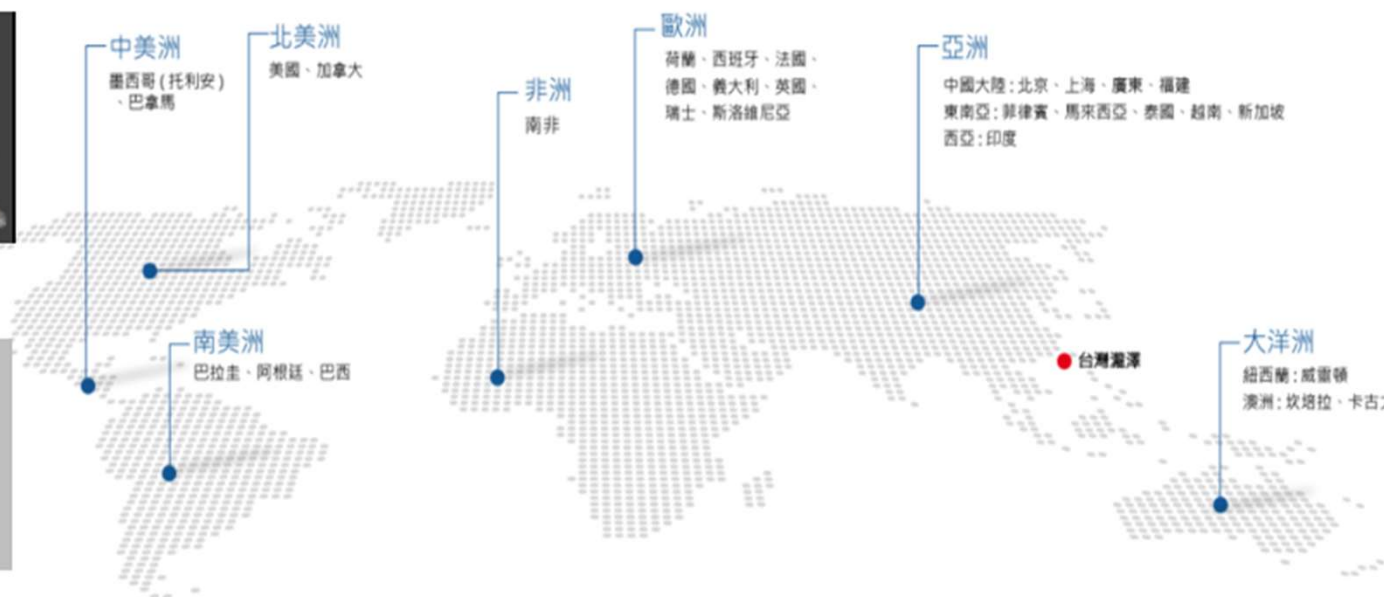 中美洲
墨西哥(托利安)
、巴拿馬
北美洲
美國、加拿大
非洲
南非
歐洲
荷蘭、西班牙、法國、
德國、義大利、英國、
瑞士、斯洛維尼亞
亞洲
中國大陸:北京、上海、廣東、福建
東南亞:菲律賓、馬來西亞、泰國、越南、新加坡
西亞:印度
南美洲
巴拉圭、阿根廷、巴西
台灣瀧澤
大洋洲
紐西蘭:威靈頓
澳洲:坎培拉、卡古